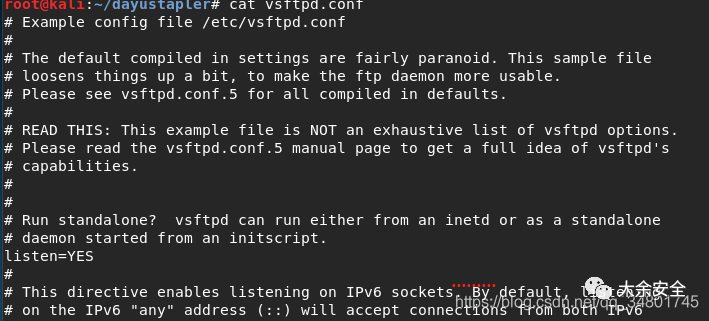 root@kali:~/dayustapler# cat vsftpd.conf
# Example config file /etc/vsftpd.conf
#
# The default compiled in settings are fairly paranoid. This sample file
# loosens things up a bit, to make the ftp daemon more usable.
# Please see vsftpd.conf.5 for all compiled in defaults.
#
# READ THIS: This example file is NOT an exhaustive list of vsftpd options.
# Please read the vsftpd.conf.5 manual page to get a full idea of vsftpd's
# capabilities.
#
#
# Run standalone?  vsftpd can run either from an inetd or as a standalone
# daemon started from an initscript.
listen=YES
#
# This directive enables listening on IPv6 sockets. By default,
大余安全
# on the IPv6 "any" address (::) will accept connections from both IPv6
https://blog.csdn.net/qq_34801745